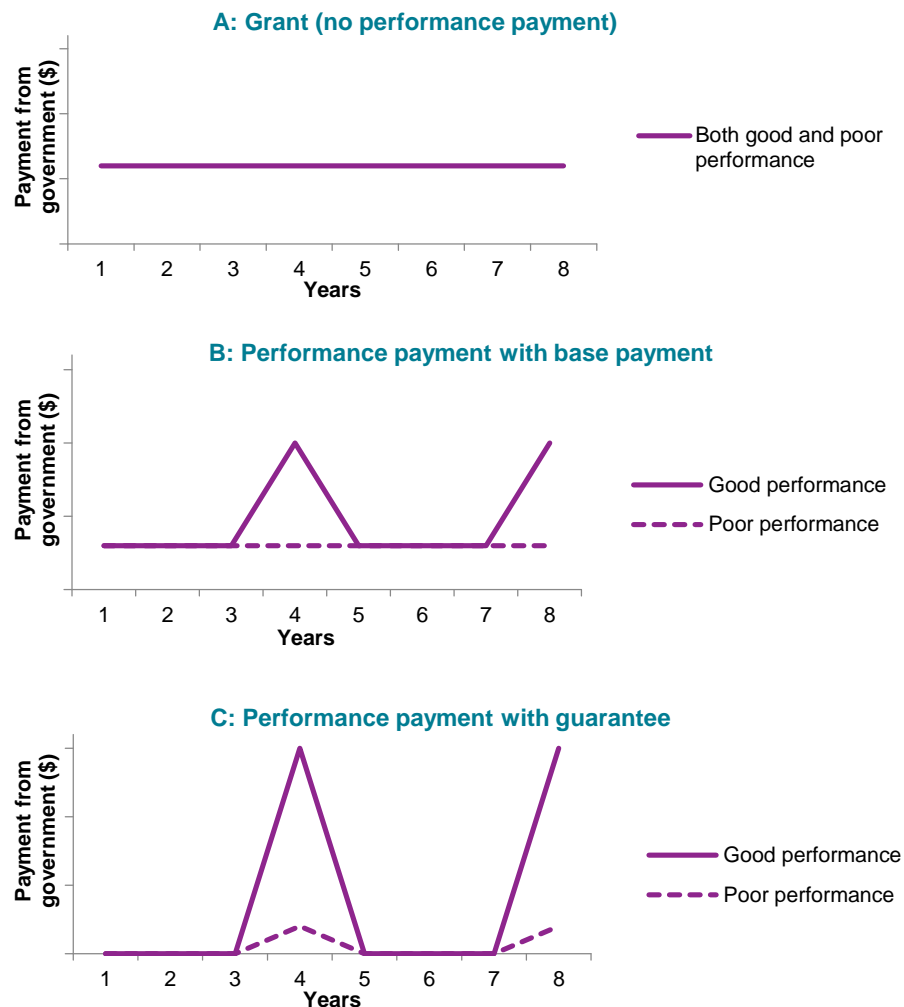 A: Grant (no performance payment)
Payment from
government ($)
Both good and poor
performance
1 2 3 4 5 6 7 8
Years
B: Performance payment with base payment
Payment from
government ($)
Good performance
Poor performance
1 2 3 4 5 6 7 8
Years
C: Performance payment with guarantee
Payment from
government ($)
Good performance
Poor performance
1 2 3 4 5 6 7 8
Years